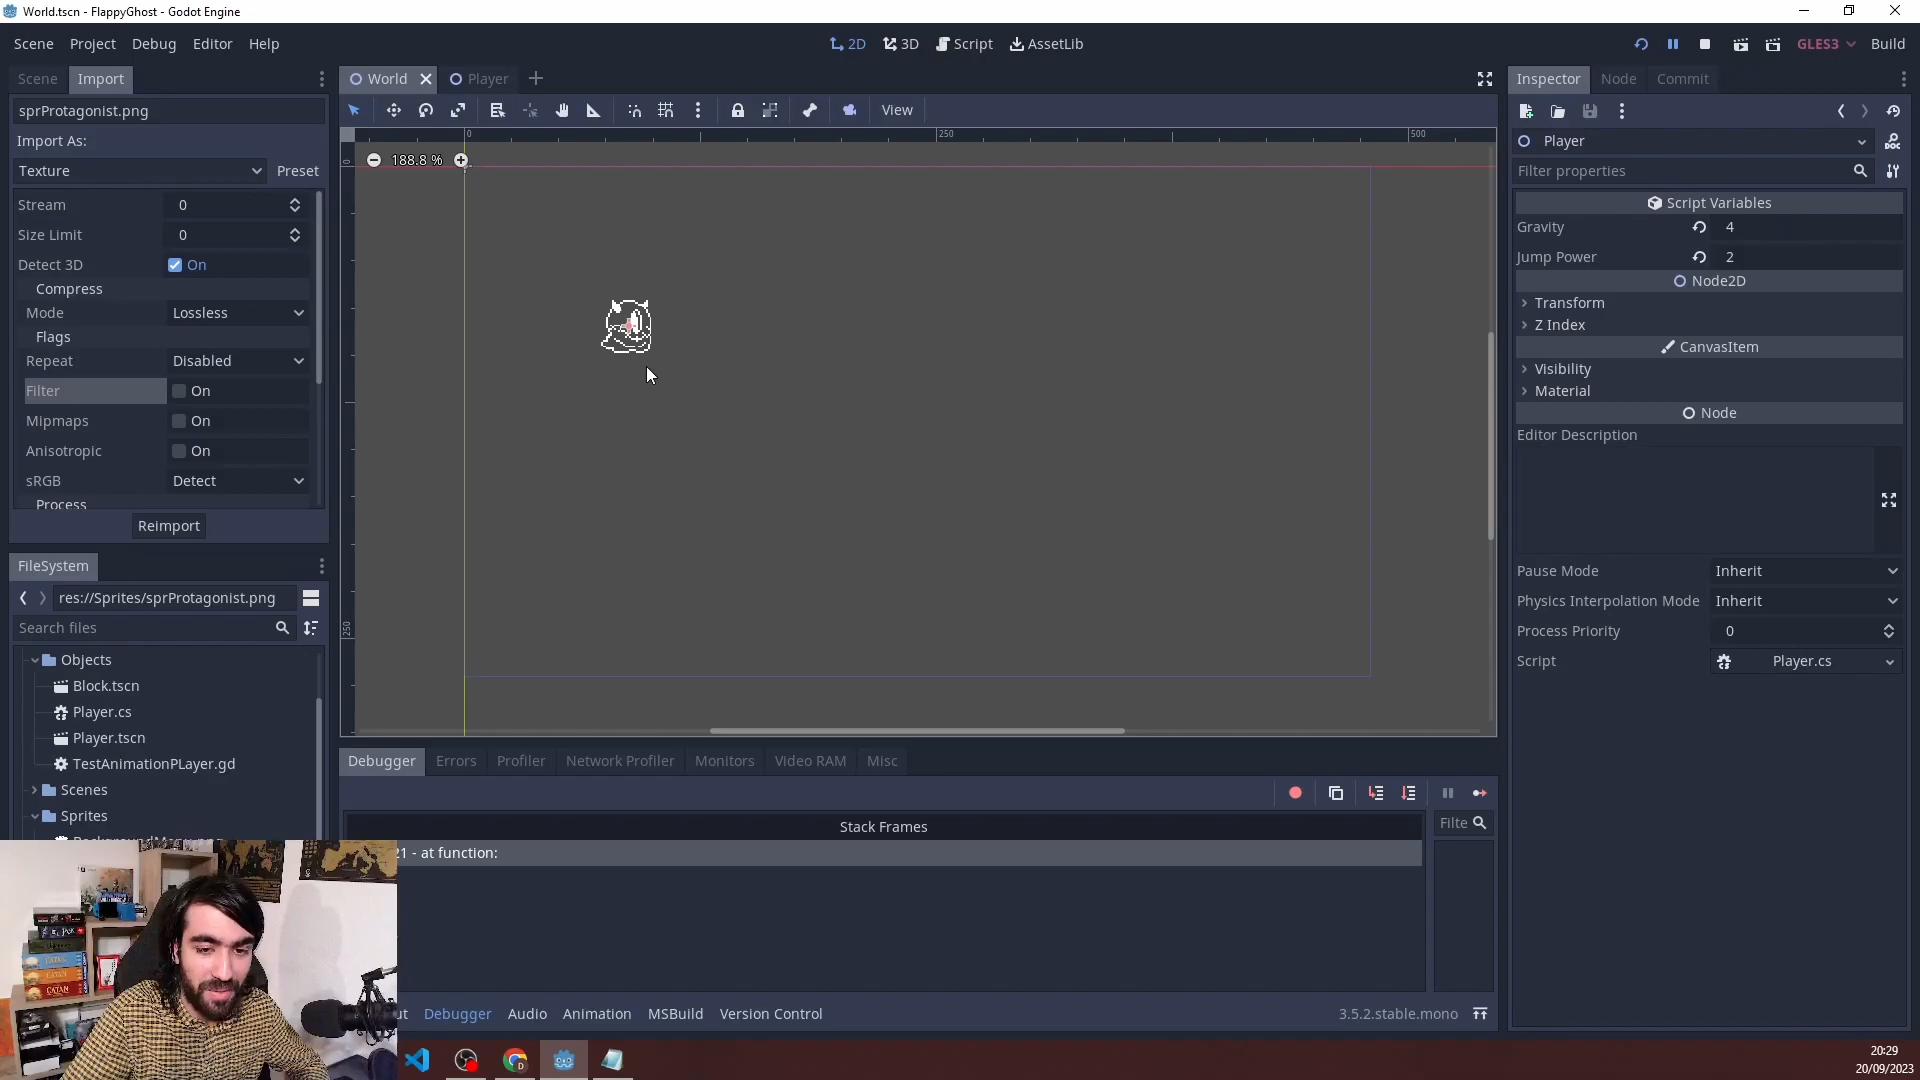 World.tscn - FlappyGhost - Godot Engine
Scene Project Debug Editor Help
2D 3D Script AssetLib
GLES3 Build
Scene Import
World Player
Inspector Node Commit
sprProtagonist.png
Import As:
Texture Preset
Stream 0
Size Limit 0
Detect 3D On
Compress
Mode Lossless
Flags
Repeat Disabled
Filter On
Mipmaps On
Anisotropic On
sRGB Detect
Process
Reimport
FileSystem
res://Sprites/sprProtagonist.png
Search files
Objects
Block.tscn
Player.cs
Player.tscn
TestAnimationPLayer.gd
Scenes
Sprites
View
0 250 500
0
250
188.8 %
Debugger Errors Profiler Network Profiler Monitors Video RAM Misc
Stack Frames
21 - at function:
Filte
Debugger Audio Animation MSBuild Version Control
3.5.2.stable.mono
Player
Filter properties
Script Variables
Gravity 4
Jump Power 2
Node2D
Transform
Z Index
CanvasItem
Visibility
Material
Node
Editor Description
Pause Mode Inherit
Physics Interpolation Mode Inherit
Process Priority 0
Script Player.cs
CATAN
20:29
20/09/2023